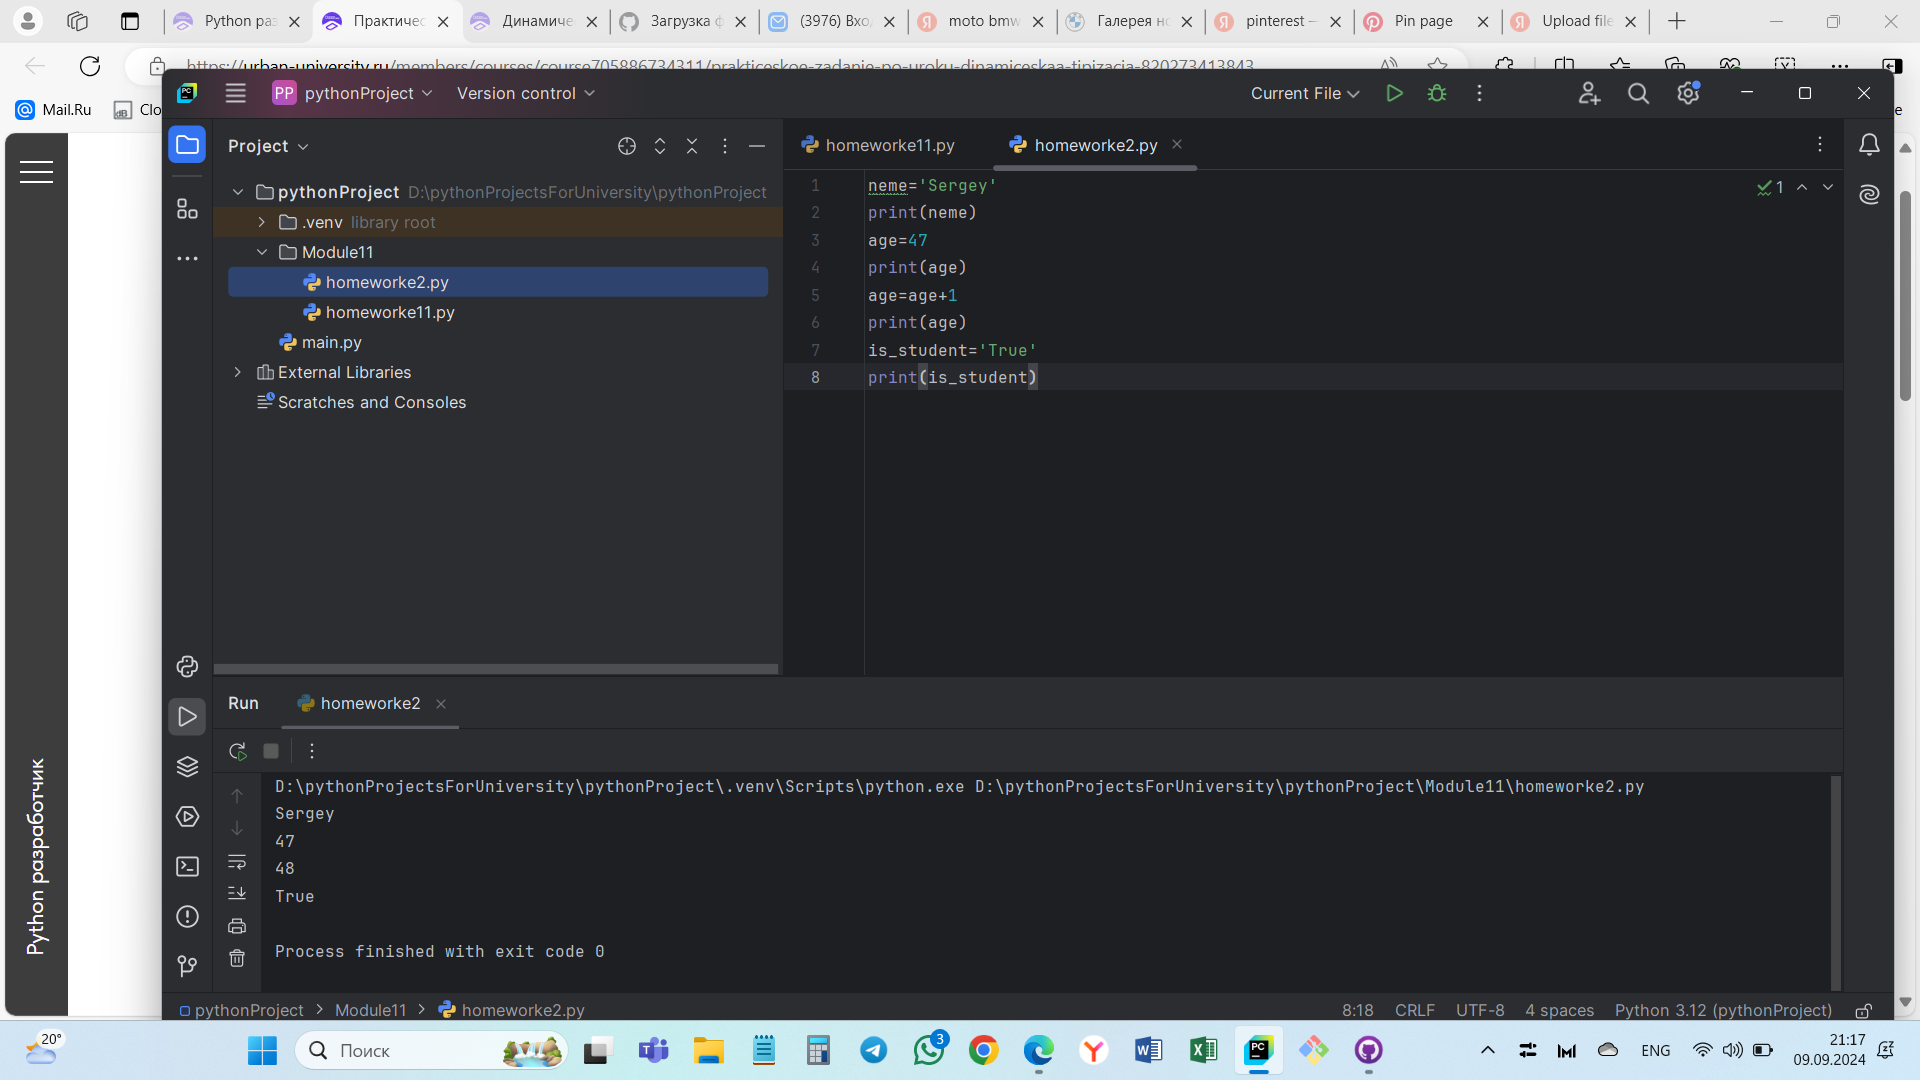 Python раз
Практичес
Динамиче
Загрузка ф
(3976) Вхо
moto bmw
Галерея но
pinterest –
Pin page
Upload file
https://urban-university.ru/members/courses/course705886734311/prakticeskoe-zadanie-po-uroku-dinamiceskaa-tipizacia-820273413843
Mail.Ru
Clo
PP pythonProject
Version control
Current File
Project
homeworke11.py
homeworke2.py
pythonProject D:\pythonProjectsForUniversity\pythonProject
.venv library root
Module11
homeworke2.py
homeworke11.py
main.py
External Libraries
Scratches and Consoles
1 neme='Sergey'
2 print(neme)
3 age=47
4 print(age)
5 age=age+1
6 print(age)
7 is_student='True'
8 print(is_student)
1
Python разработчик
Run
homeworke2
D:\pythonProjectsForUniversity\pythonProject\.venv\Scripts\python.exe D:\pythonProjectsForUniversity\pythonProject\Module11\homeworke2.py
Sergey
47
48
True
Process finished with exit code 0
pythonProject > Module11 > homeworke2.py
8:18 CRLF UTF-8 4 spaces Python 3.12 (pythonProject)
20°
Поиск
3
ENG
21:17
09.09.2024